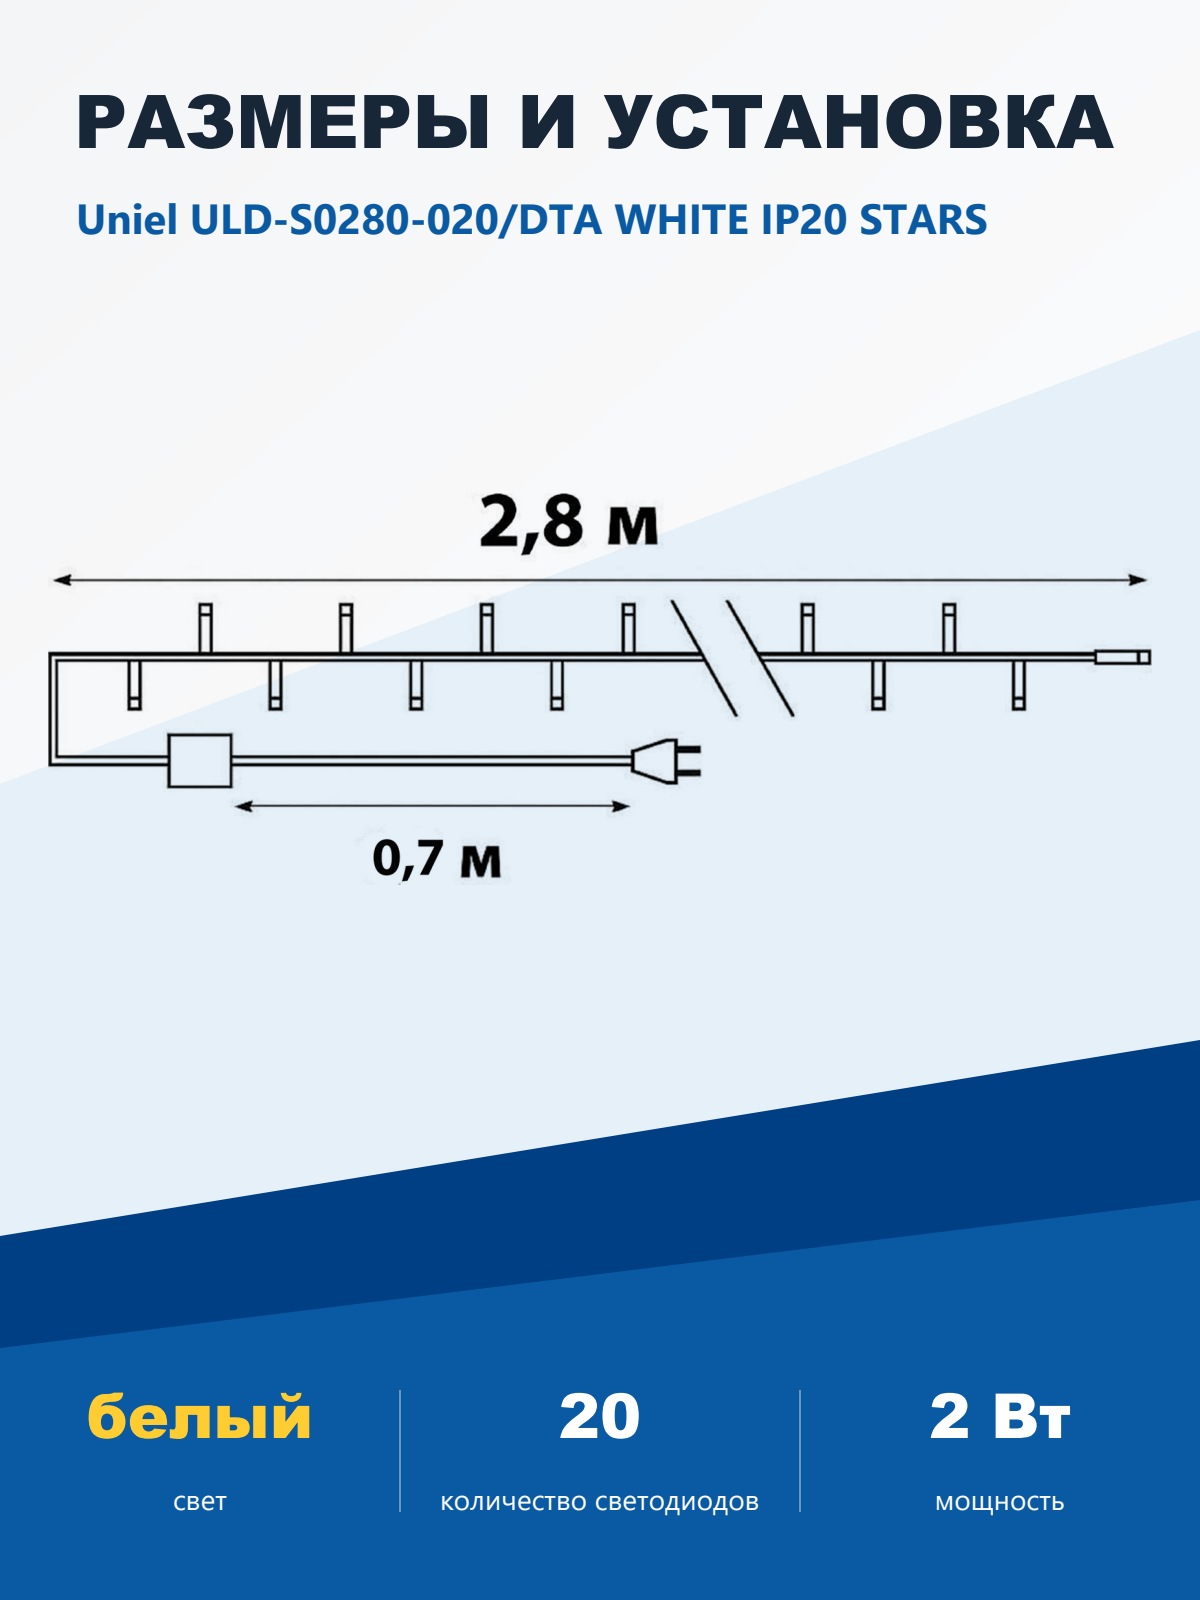 РАЗМЕРЫ И УСТАНОВКА
Uniel ULD-S0280-020/DTA WHITE IP20 STARS
2,8 м
0,7 м
белый
свет
20
количество светодиодов
2 Вт
мощность